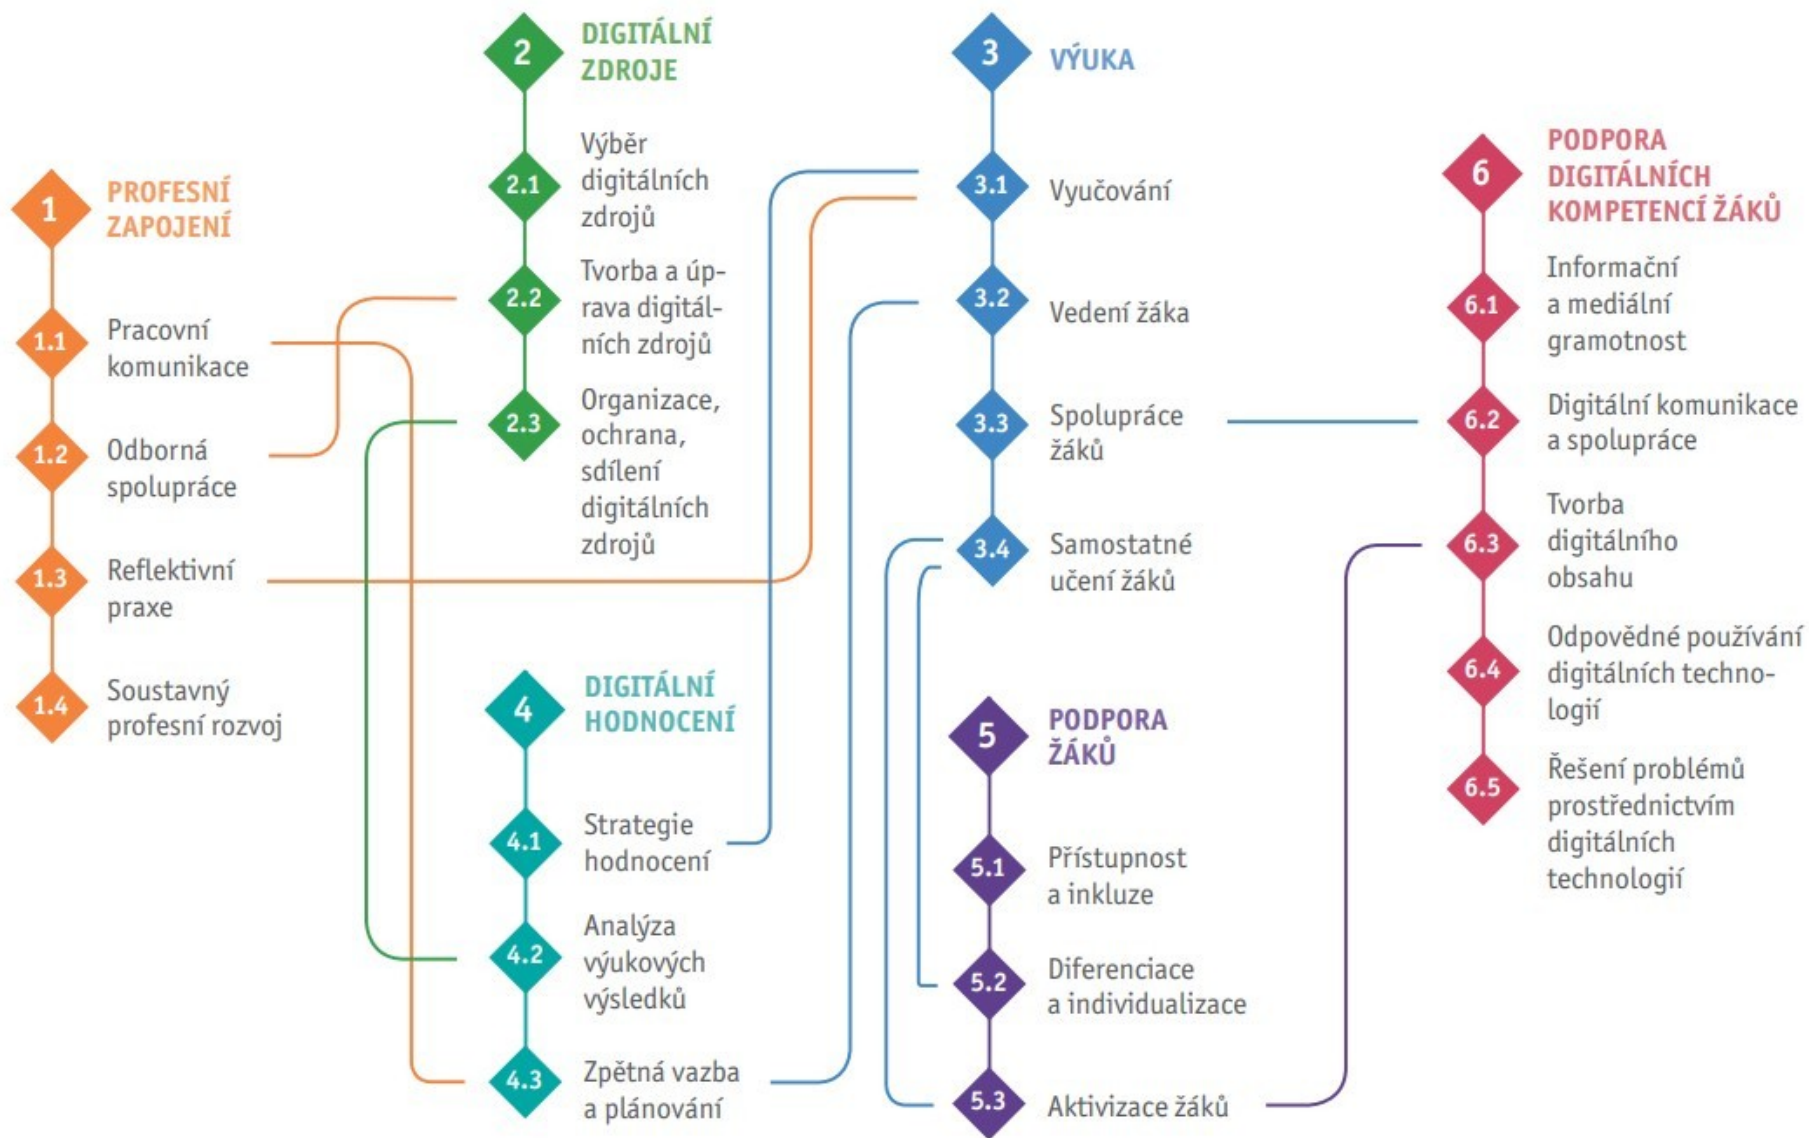 1
PROFESNÍ
ZAPOJENÍ
1.1
Pracovní
komunikace
1.2
Odborná
spolupráce
1.3
Reflektivní
praxe
1.4
Soustavný
profesní rozvoj
2
DIGITÁLNÍ
ZDROJE
2.1
Výběr
digitálních
zdrojů
2.2
Tvorba a úp-
rava digitál-
ních zdrojů
2.3
Organizace,
ochrana,
sdílení
digitálních
zdrojů
3
VÝUKA
3.1
Vyučování
3.2
Vedení žáka
3.3
Spolupráce
žáků
3.4
Samostatné
učení žáků
4
DIGITÁLNÍ
HODNOCENÍ
4.1
Strategie
hodnocení
4.2
Analýza
výukových
výsledků
4.3
Zpětná vazba
a plánování
5
PODPORA
ŽÁKŮ
5.1
Přístupnost
a inkluze
5.2
Diferenciace
a individualizace
5.3
Aktivizace žáků
6
PODPORA
DIGITÁLNÍCH
KOMPETENCÍ ŽÁKŮ
6.1
Informační
a mediální
gramotnost
6.2
Digitální komunikace
a spolupráce
6.3
Tvorba
digitálního
obsahu
6.4
Odpovědné používání
digitálních techno-
logií
6.5
Řešení problémů
prostřednictvím
digitálních
technologií